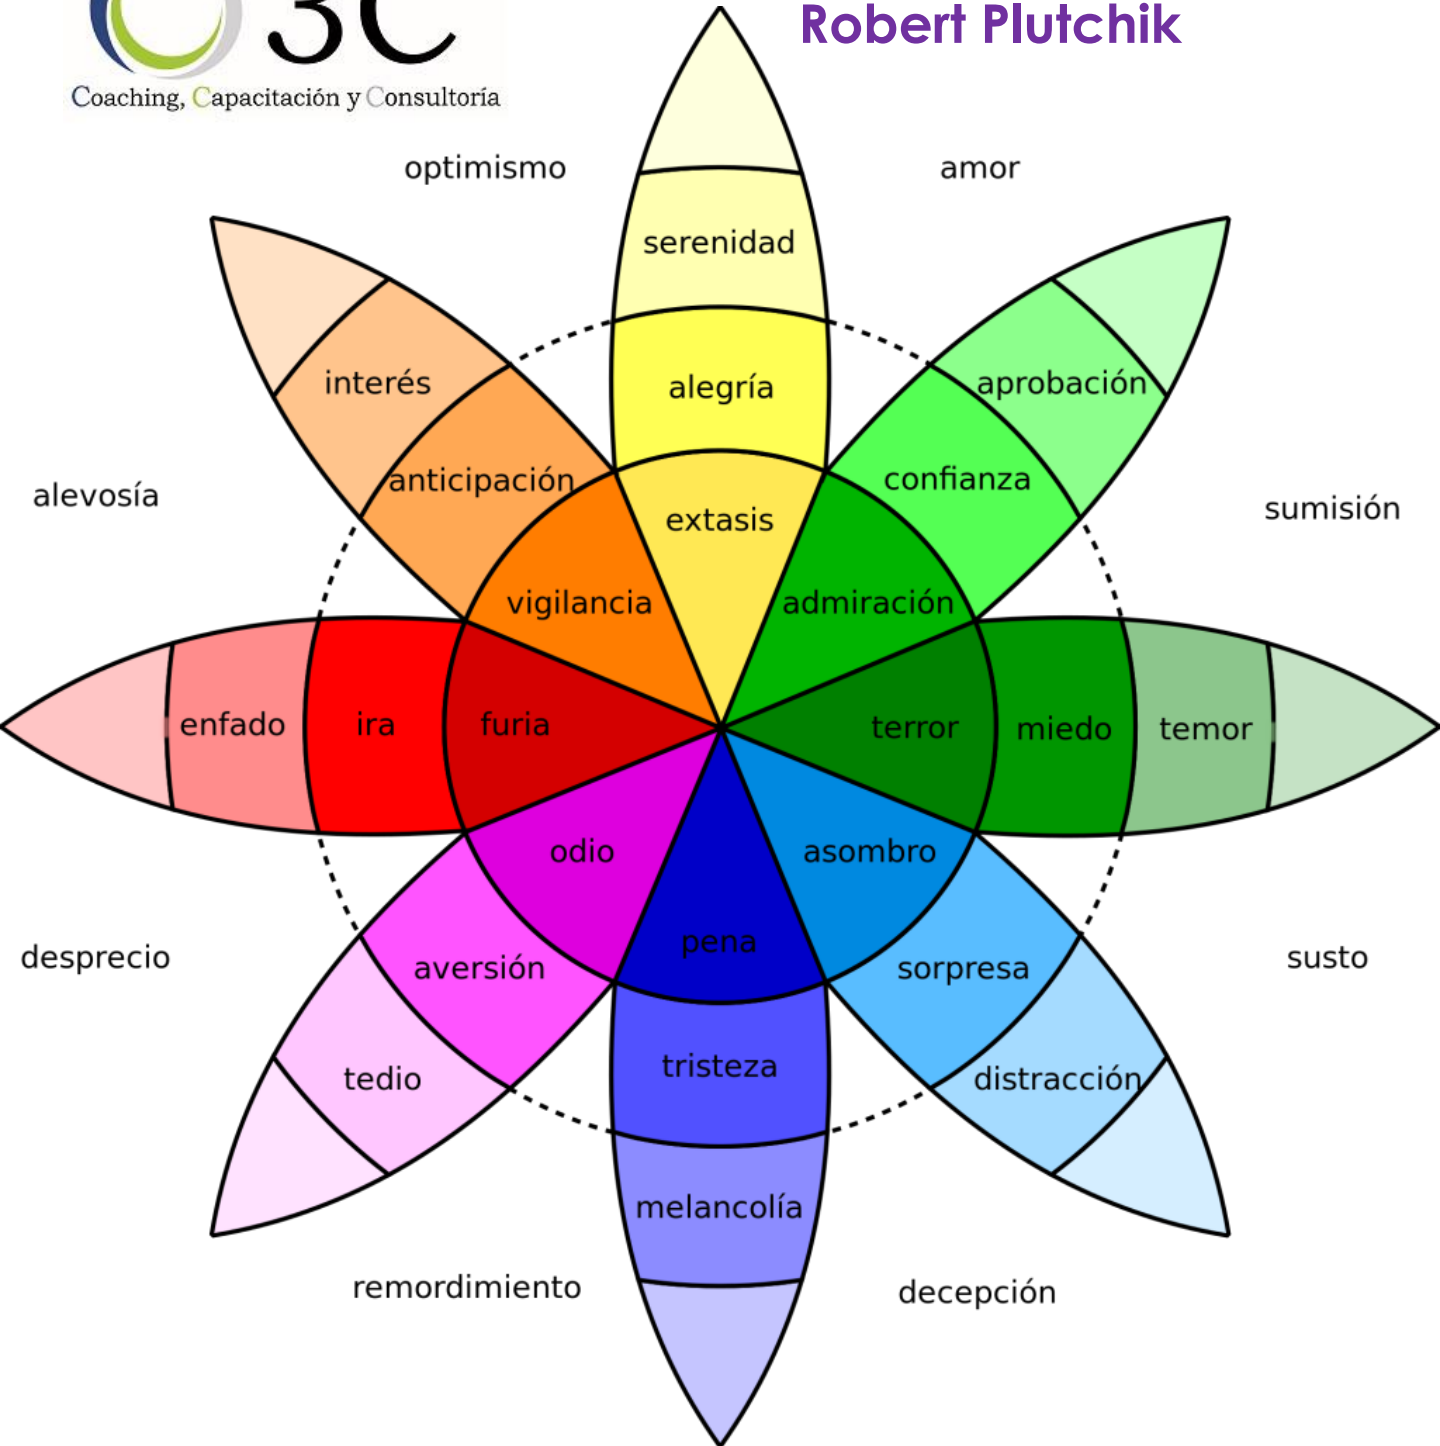 3C
Robert Plutchik
Coaching, Capacitación y Consultoría
optimismo
amor
serenidad
interés
aprobación
alegría
anticipación
confianza
alevosía
sumisión
extasis
vigilancia
admiración
enfado
ira
furia
terror
miedo
temor
odio
asombro
pena
desprecio
aversión
sorpresa
susto
tristeza
tedio
distracción
melancolía
remordimiento
decepción